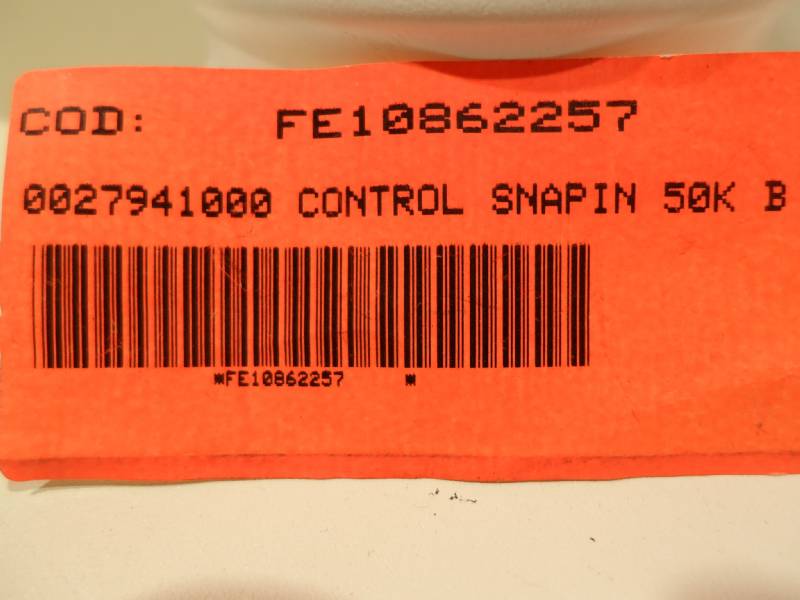 COD: FE10862257
0027941000 CONTROL SNAPIN 50K B
*FE10862257 *